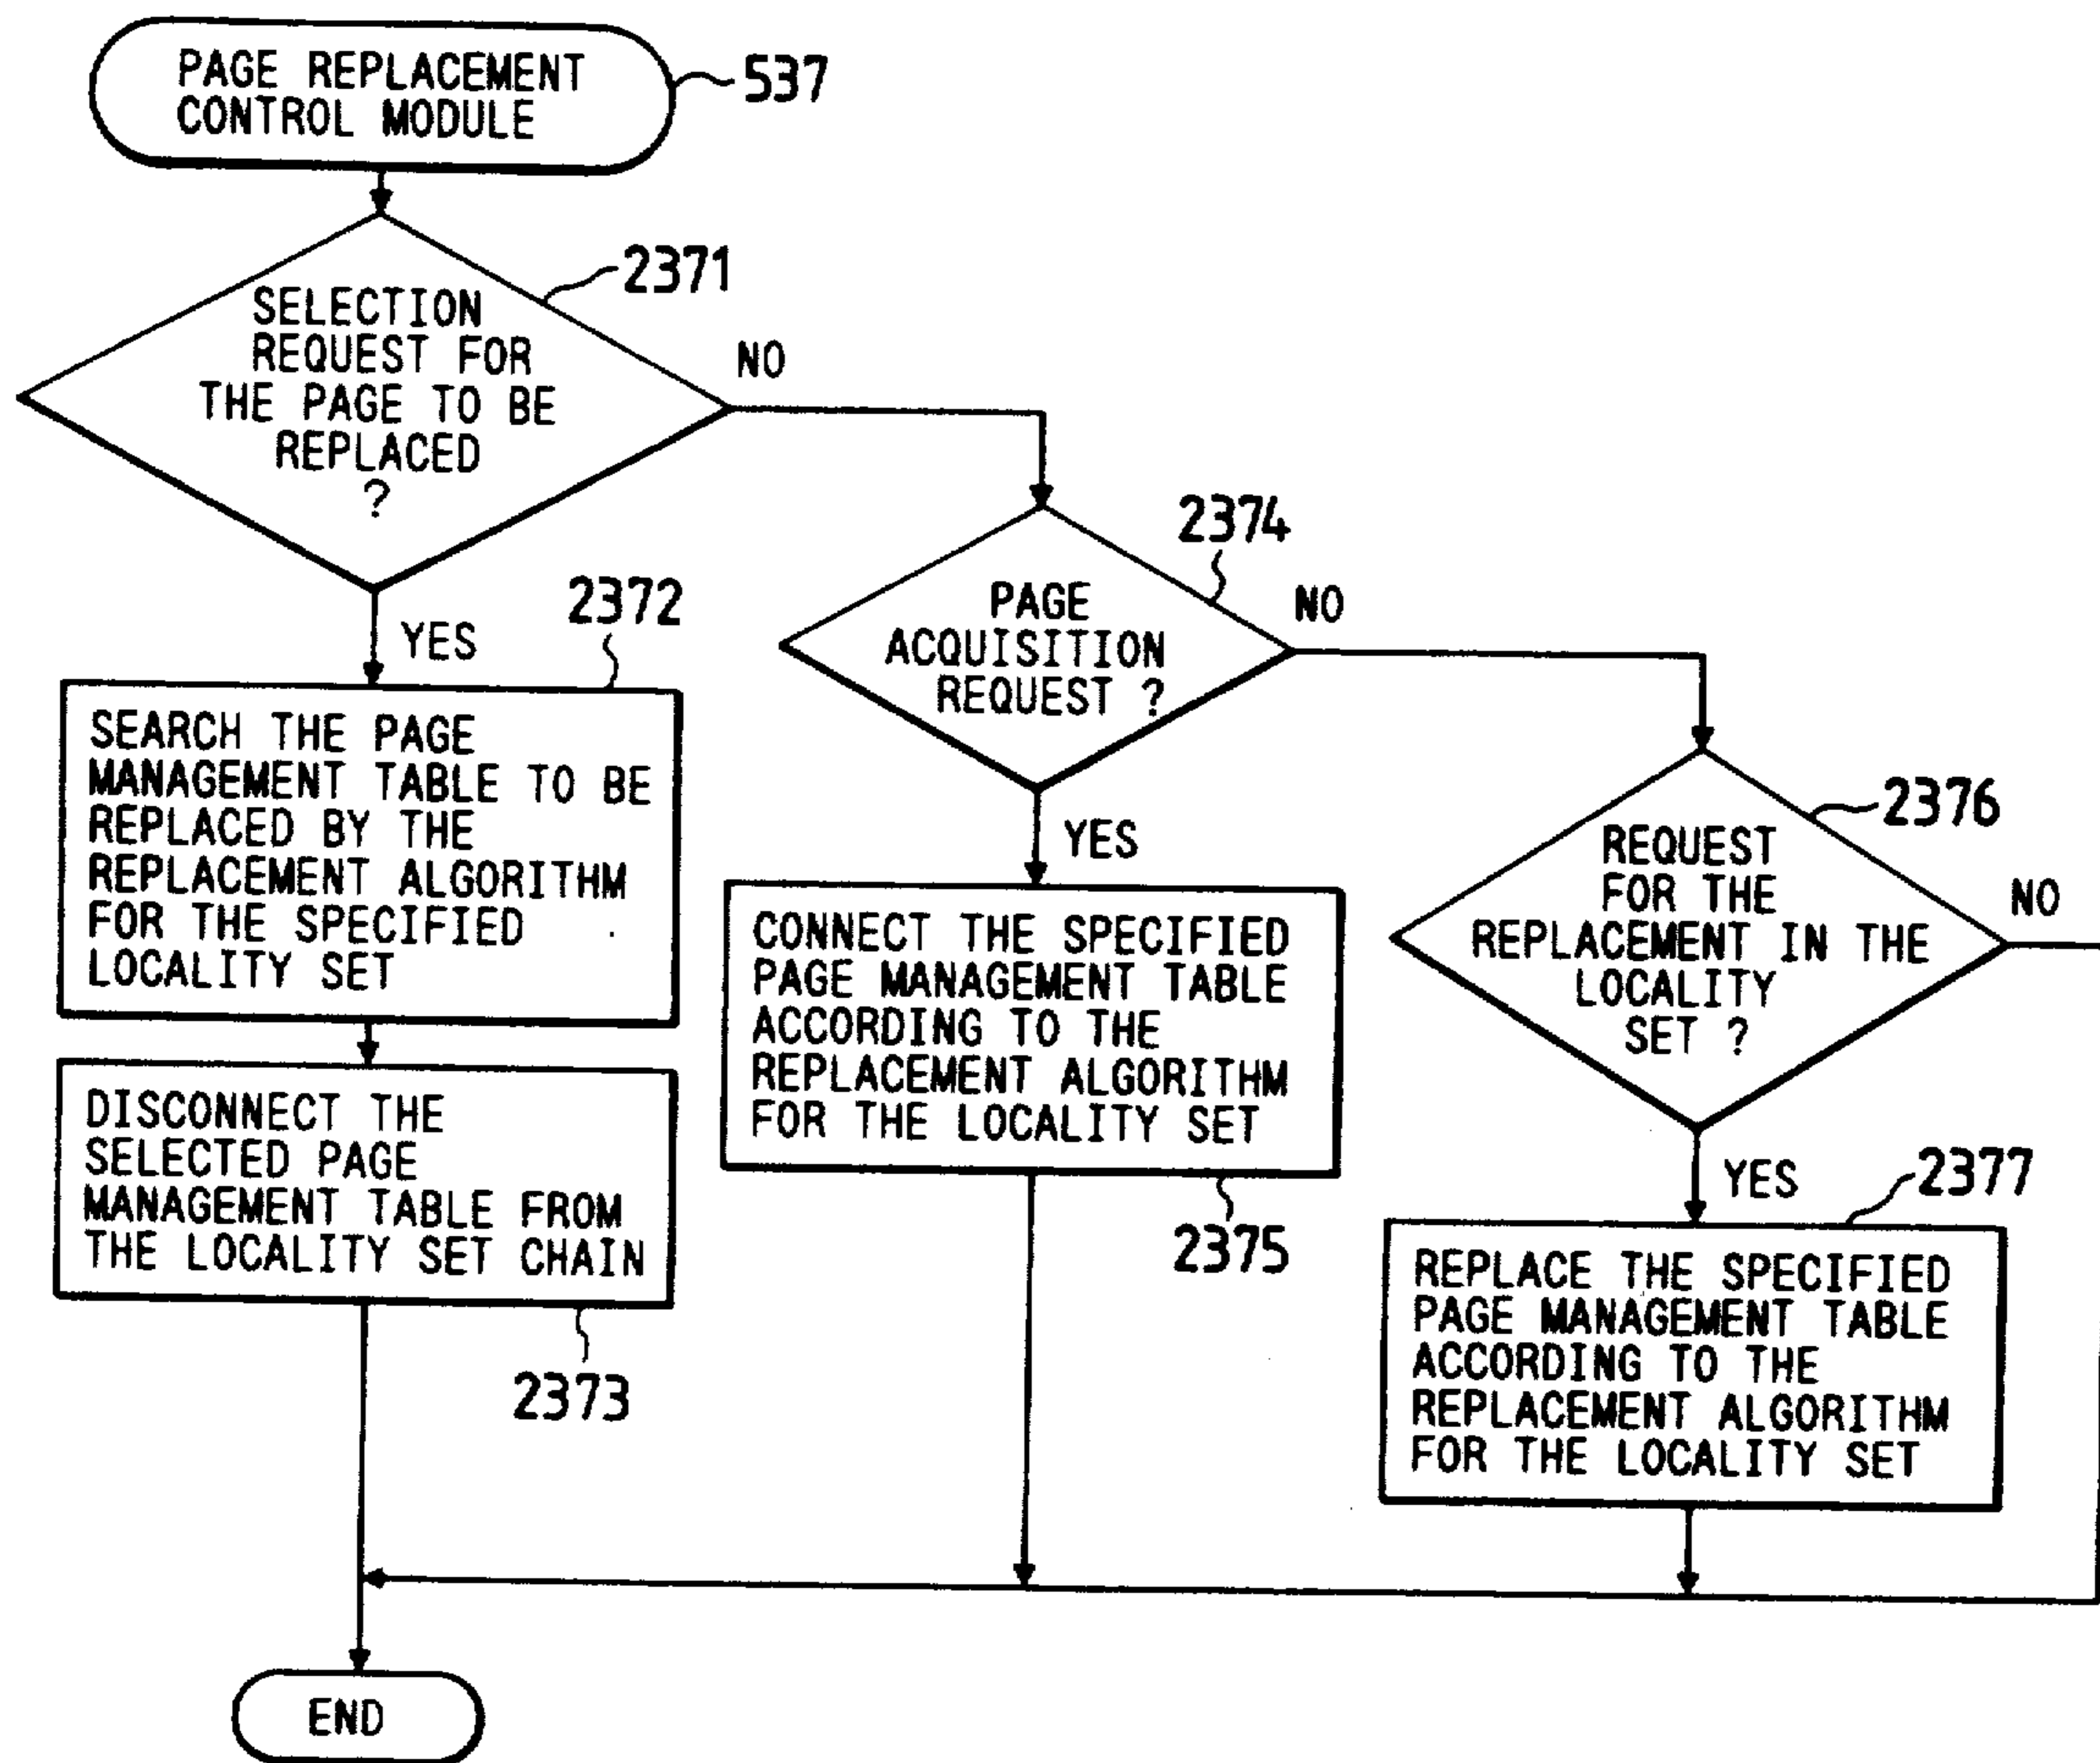 PAGE REPLACEMENT
CONTROL MODULE
537
2371
SELECTION
REQUEST FOR
THE PAGE TO BE
REPLACED
?
NO
YES
2372
SEARCH THE PAGE
MANAGEMENT TABLE TO BE
REPLACED BY THE
REPLACEMENT ALGORITHM
FOR THE SPECIFIED
LOCALITY SET
DISCONNECT THE
SELECTED PAGE
MANAGEMENT TABLE FROM
THE LOCALITY SET CHAIN
2373
2374
PAGE
ACQUISITION
REQUEST ?
NO
YES
CONNECT THE SPECIFIED
PAGE MANAGEMENT TABLE
ACCORDING TO THE
REPLACEMENT ALGORITHM
FOR THE LOCALITY SET
2375
2376
REQUEST
FOR THE
REPLACEMENT IN THE
LOCALITY
SET ?
NO
YES
2377
REPLACE THE SPECIFIED
PAGE MANAGEMENT TABLE
ACCORDING TO THE
REPLACEMENT ALGORITHM
FOR THE LOCALITY SET
END